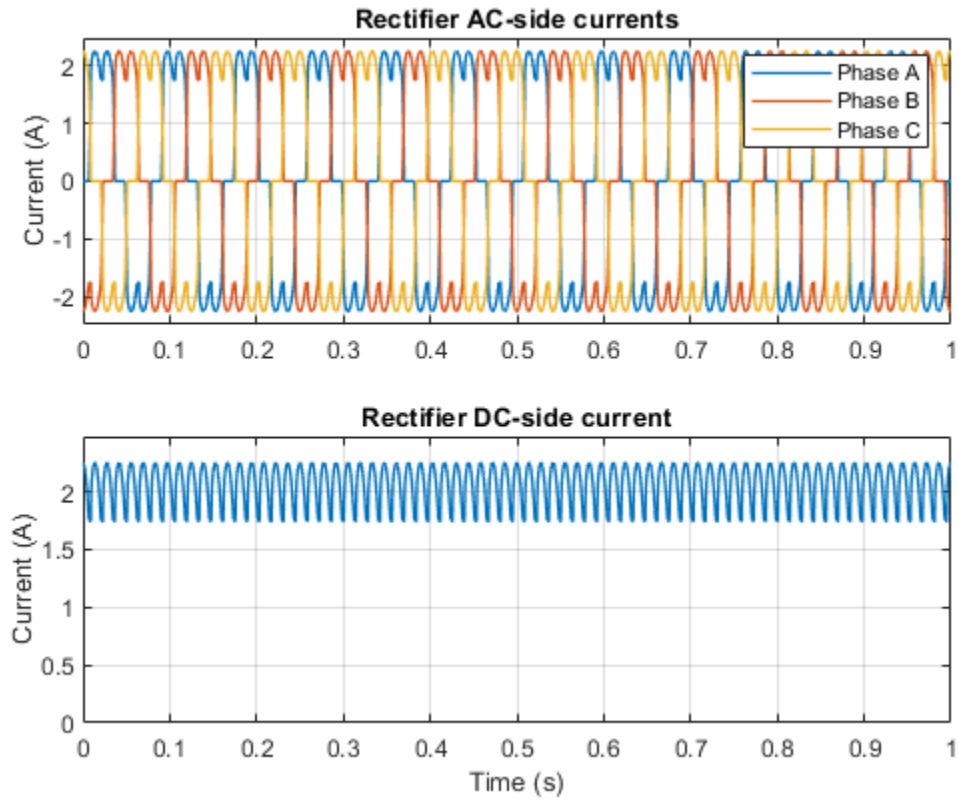 Rectifier AC-side currents
Current (A)
2
1
0
-1
-2
Phase A
Phase B
Phase C
0 0.1 0.2 0.3 0.4 0.5 0.6 0.7 0.8 0.9 1
Rectifier DC-side current
Current (A)
2
1.5
1
0.5
0
0 0.1 0.2 0.3 0.4 0.5 0.6 0.7 0.8 0.9 1
Time (s)